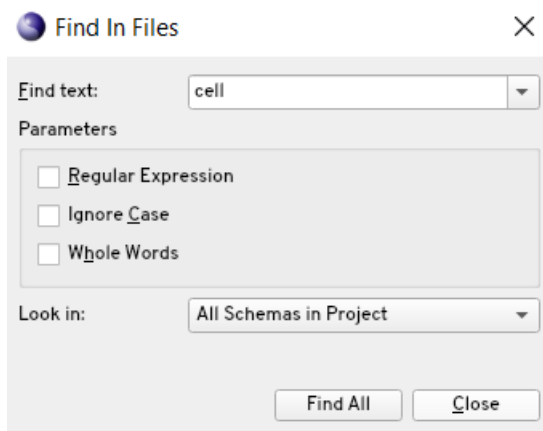 Find In Files
Find text: cell
Parameters
Regular Expression
Ignore Case
Whole Words
Look in: All Schemas in Project
Find All Close